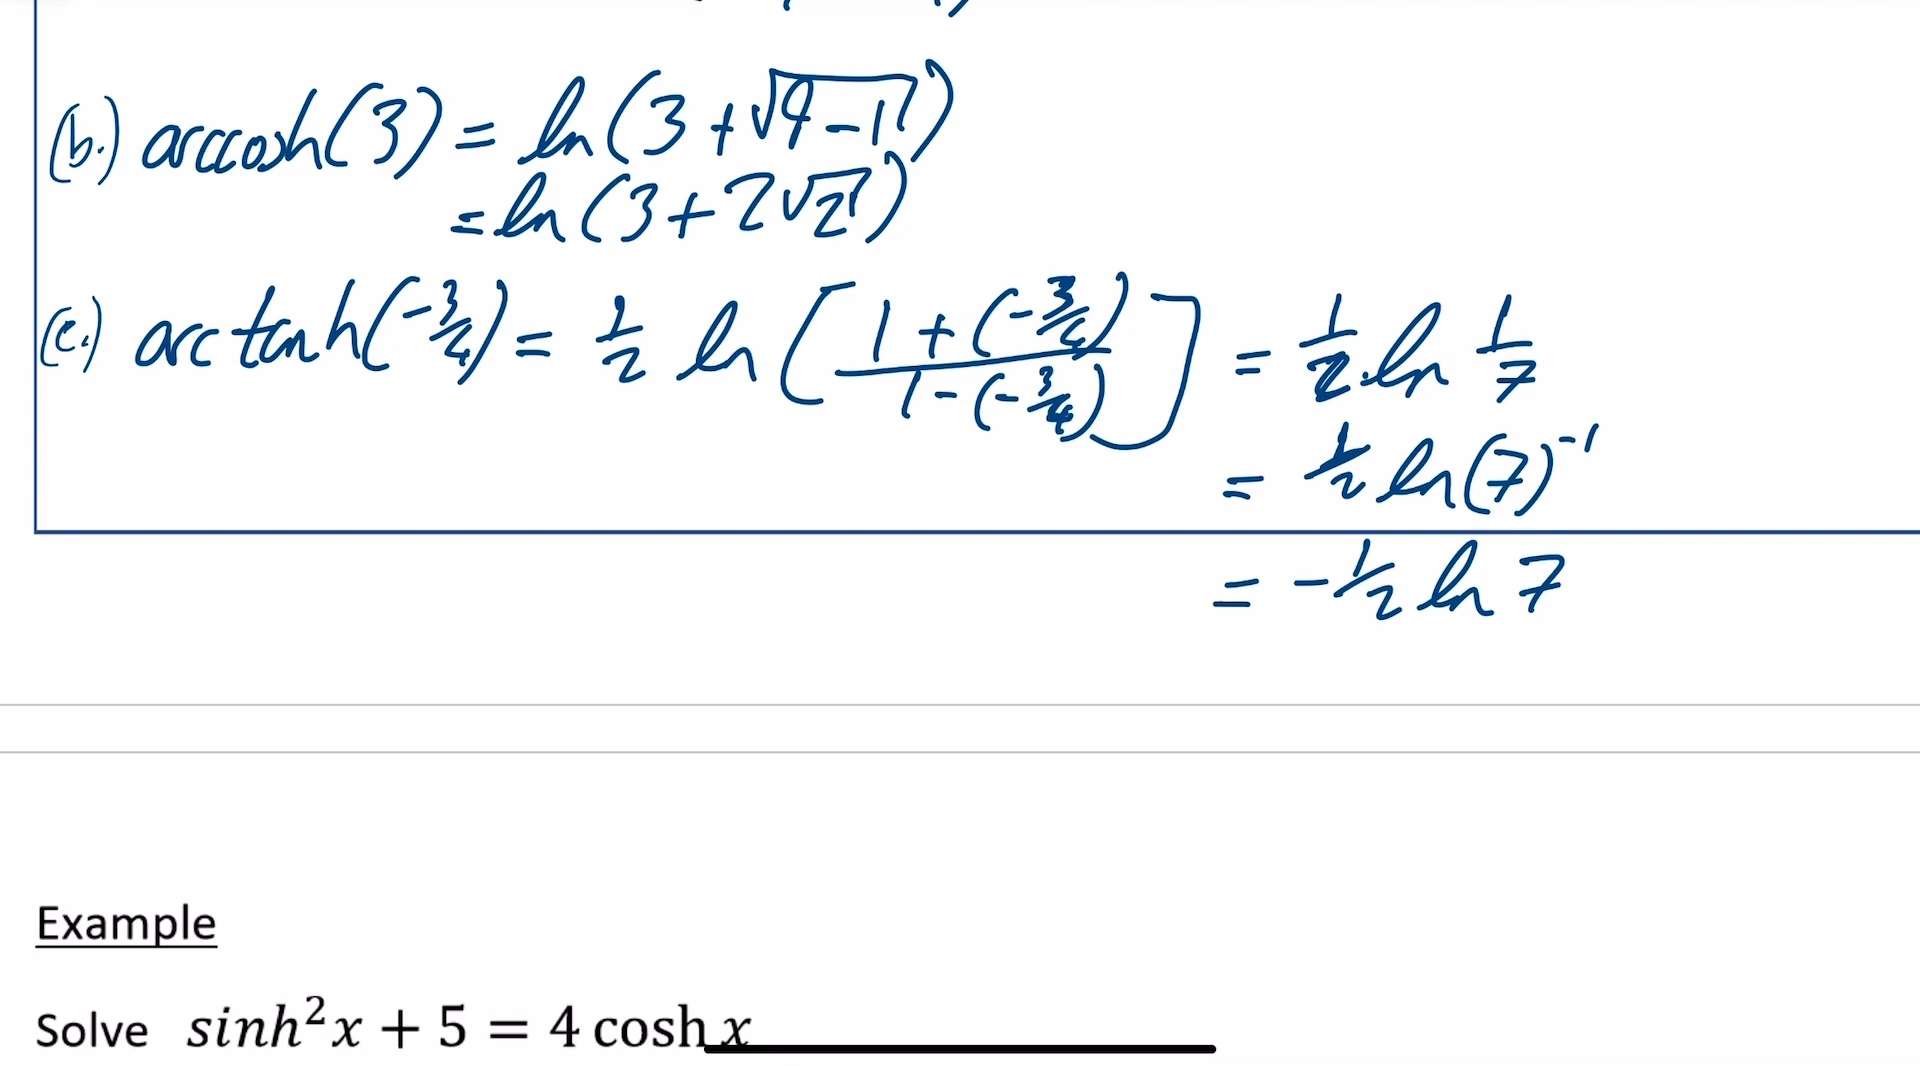 (b.) arccosh(3) = ln(3 + √9-1)
= ln(3 + 2√2)
(c.) arctanh(-3/4) = 1/2 ln[(1 + (-3/4))/(1 - (-3/4))] = 1/2 ln 1/7
= 1/2 ln(7)^-1
= -1/2 ln 7
Example
Solve sinh²x + 5 = 4 cosh x